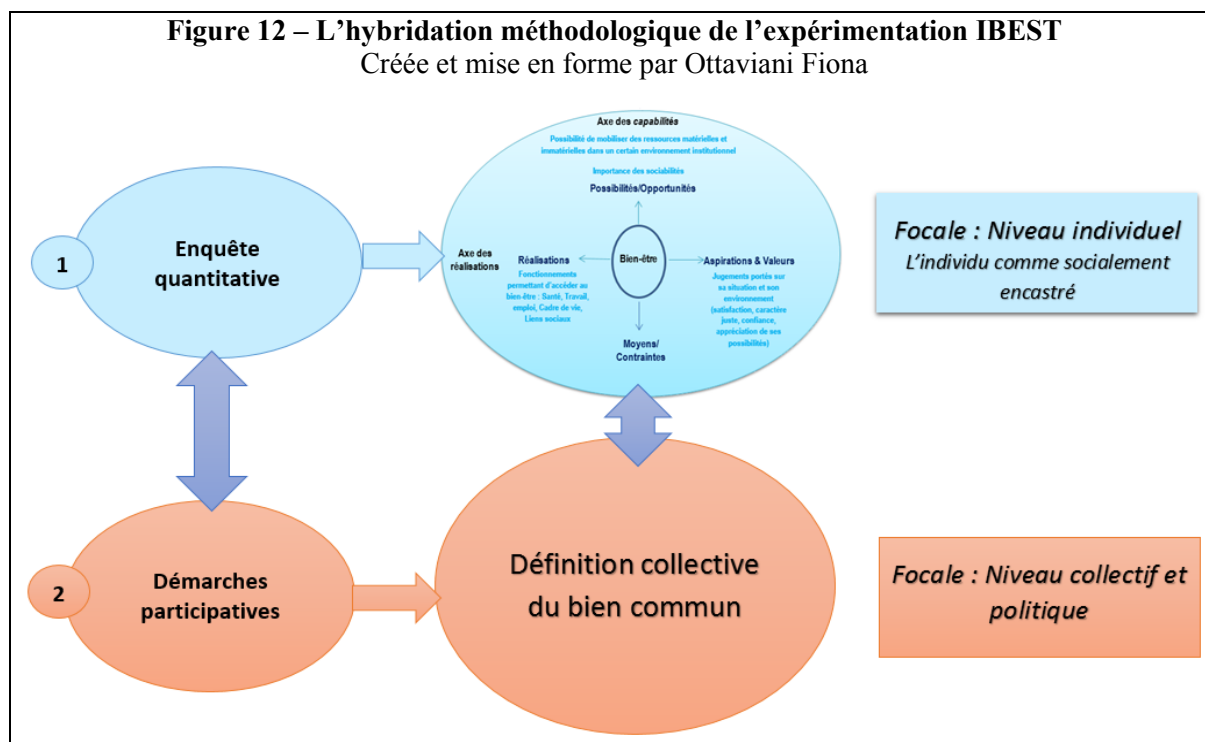 Figure 12 – L’hybridation méthodologique de l’expérimentation IBEST
Créée et mise en forme par Ottaviani Fiona
1
Enquête
quantitative
Axe des capabilités
Possibilité de mobiliser des ressources matérielles et
immatérielles dans un certain environnement institutionnel
Importance des sociabilités
Possibilités/Opportunités
Axe des
réalisations
Réalisations
Fonctionnements
permettant d’accéder au
bien-être : Santé, Travail,
emploi, Cadre de vie,
Liens sociaux
Bien-être
Aspirations & Valeurs
Jugements portés sur
sa situation et son
environnement
(satisfaction, caractère
juste, confiance,
appréciation de ses
possibilités)
Moyens/
Contraintes
Focale : Niveau individuel
L’individu comme socialement
encastré
2
Démarches
participatives
Définition collective
du bien commun
Focale : Niveau collectif et
politique